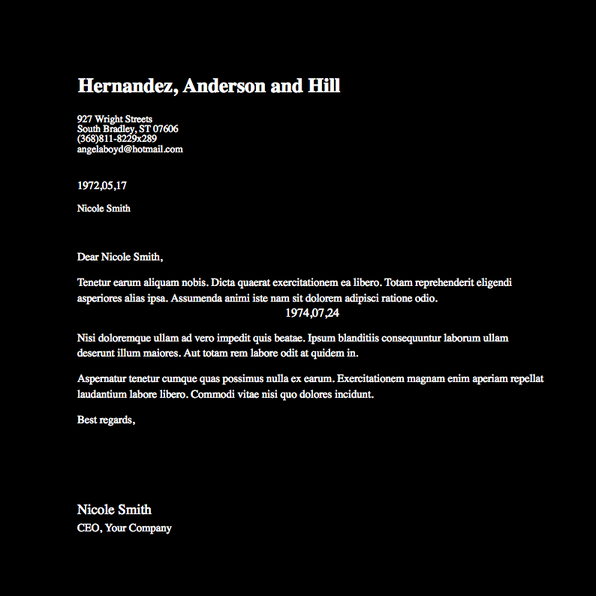 Hernandez, Anderson and Hill
927 Wright Streets
South Bradley, ST 07606
(368)811-8229x289
angelaboyd@hotmail.com
1972,05,17
Nicole Smith
Dear Nicole Smith,
Tenetur earum aliquam nobis. Dicta quaerat exercitationem ea libero. Totam reprehenderit eligendi
asperiores alias ipsa. Assumenda animi iste nam sit dolorem adipisci ratione odio.
1974,07,24
Nisi doloremque ullam ad vero impedit quis beatae. Ipsum blanditiis consequuntur laborum ullam
deserunt illum maiores. Aut totam rem labore odit at quidem in.
Aspernatur tenetur cumque quas possimus nulla ex earum. Exercitationem magnam enim aperiam repellat
laudantium labore libero. Commodi vitae nisi quo dolores incidunt.
Best regards,
Nicole Smith
CEO, Your Company